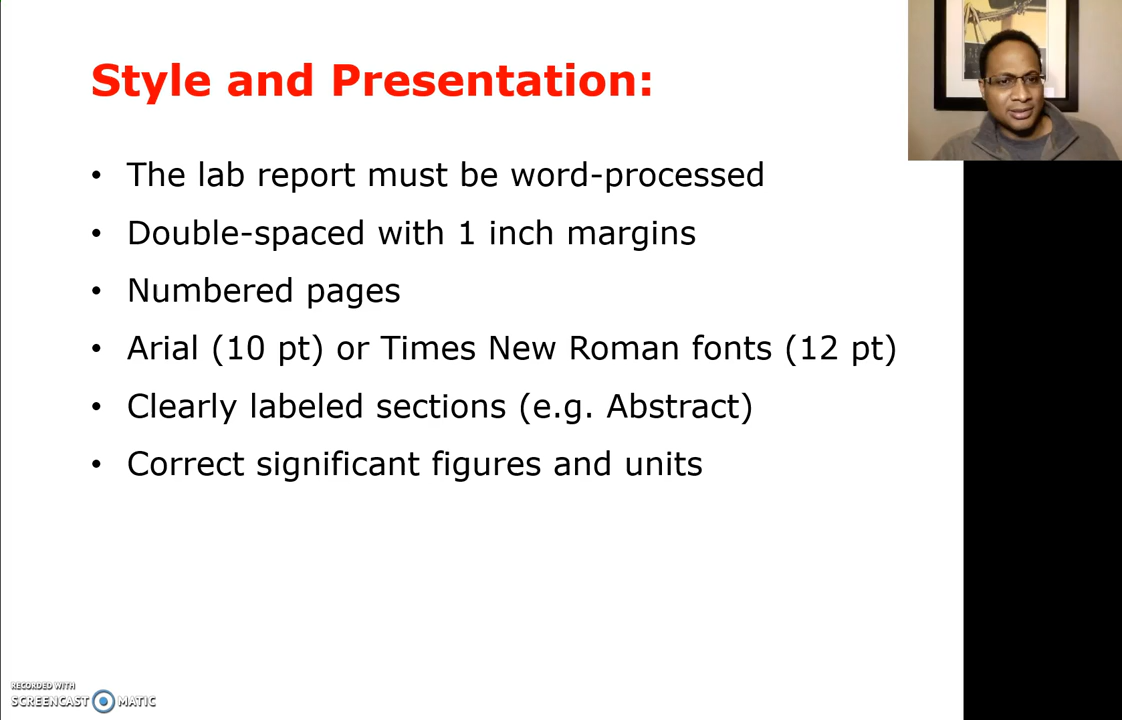 Style and Presentation:
• The lab report must be word-processed
• Double-spaced with 1 inch margins
• Numbered pages
• Arial (10 pt) or Times New Roman fonts (12 pt)
• Clearly labeled sections (e.g. Abstract)
• Correct significant figures and units
RECORDED WITH
SCREENCAST MATIC